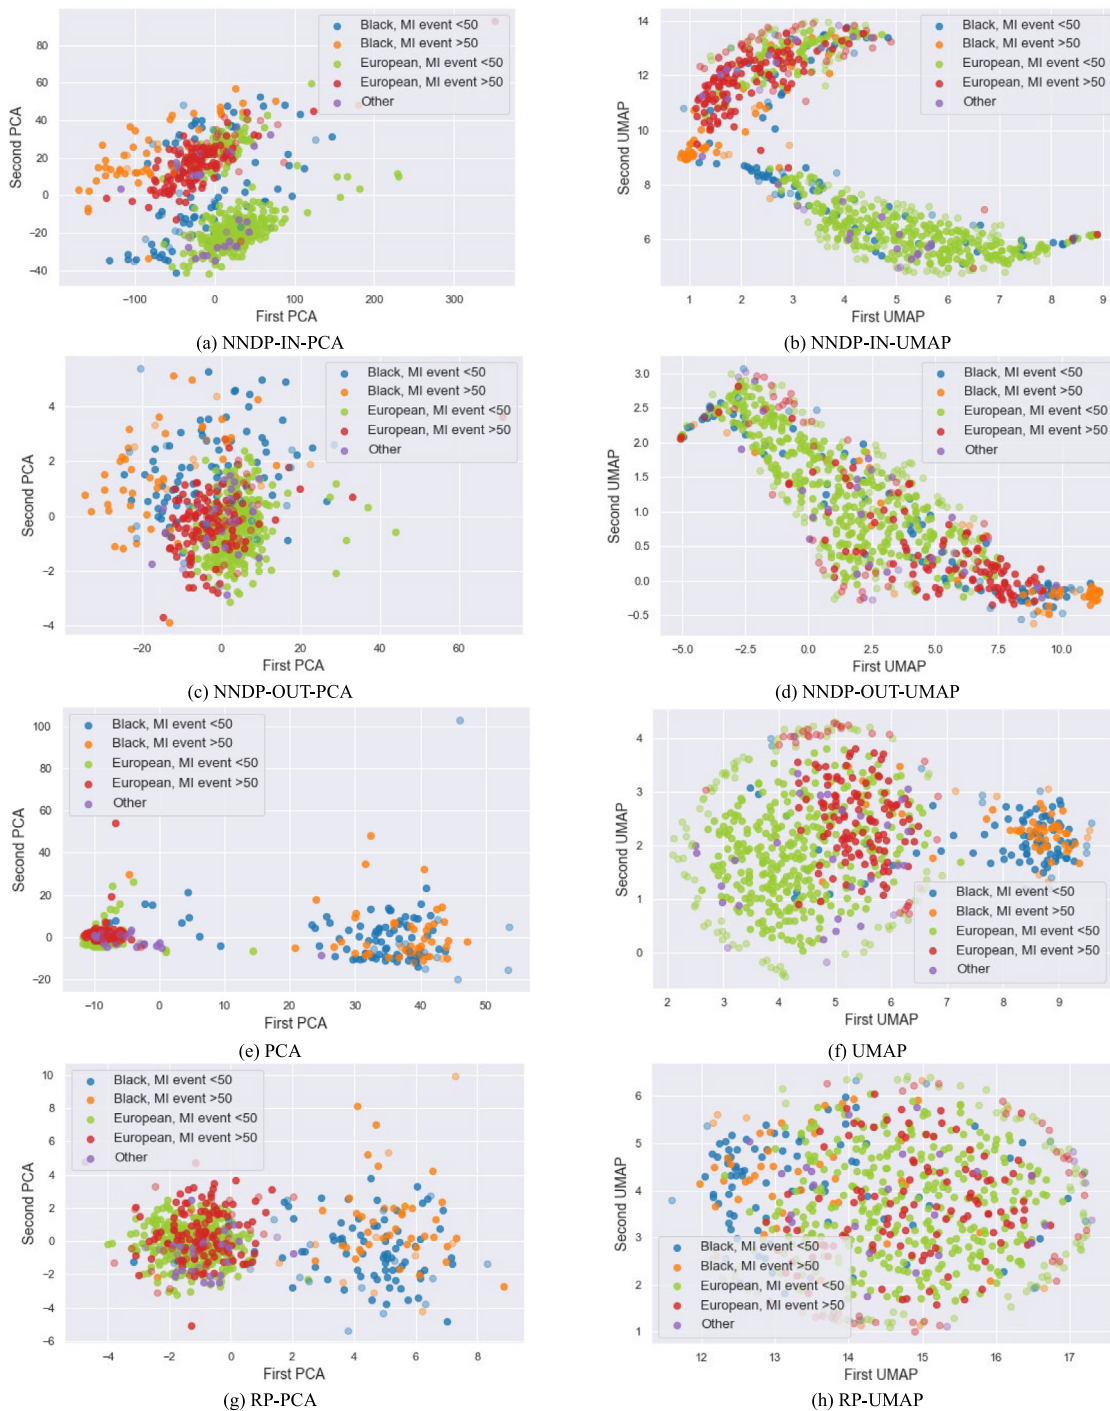 Black, MI event <50
Black, MI event >50
European, MI event <50
European, MI event >50
Other
80
60
40
20
0
−20
−40
Second PCA
−100 0 100 200 300
First PCA
(a) NNDP-IN-PCA
Black, MI event <50
Black, MI event >50
European, MI event <50
European, MI event >50
Other
14
12
10
8
6
Second UMAP
1 2 3 4 5 6 7 8 9
First UMAP
(b) NNDP-IN-UMAP
Black, MI event <50
Black, MI event >50
European, MI event <50
European, MI event >50
Other
4
2
0
−2
−4
Second PCA
−20 0 20 40 60
First PCA
(c) NNDP-OUT-PCA
Black, MI event <50
Black, MI event >50
European, MI event <50
European, MI event >50
Other
3.0
2.5
2.0
1.5
1.0
0.5
0.0
−0.5
Second UMAP
−5.0 −2.5 0.0 2.5 5.0 7.5 10.0
First UMAP
(d) NNDP-OUT-UMAP
Black, MI event <50
Black, MI event >50
European, MI event <50
European, MI event >50
Other
100
80
60
40
20
0
−20
Second PCA
−10 0 10 20 30 40 50
First PCA
(e) PCA
4
3
2
1
0
Second UMAP
Black, MI event <50
Black, MI event >50
European, MI event <50
European, MI event >50
Other
2 3 4 5 6 7 8 9
First UMAP
(f) UMAP
Black, MI event <50
Black, MI event >50
European, MI event <50
European, MI event >50
Other
10
8
6
4
2
0
−2
−4
−6
Second PCA
−4 −2 0 2 4 6 8
First PCA
(g) RP-PCA
6
5
4
3
2
1
Second UMAP
Black, MI event <50
Black, MI event >50
European, MI event <50
European, MI event >50
Other
12 13 14 15 16 17
First UMAP
(h) RP-UMAP